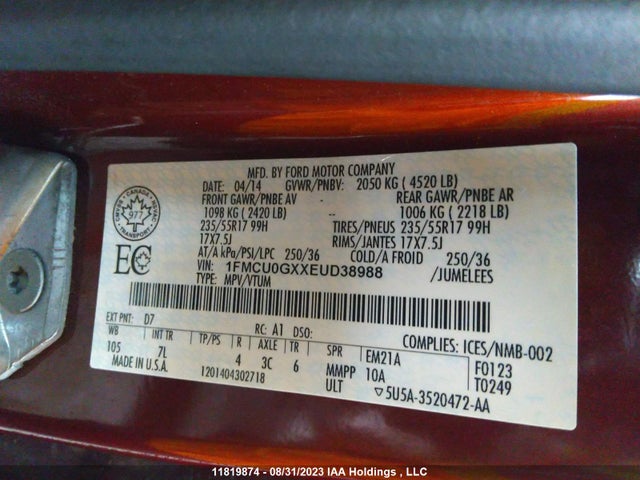 MFD. BY FORD MOTOR COMPANY
DATE: 04/14 GVWR/PNBV: 2050 KG ( 4520 LB)
FRONT GAWR/PNBE AV REAR GAWR/PNBE AR
1098 KG ( 2420 LB) -- 1006 KG ( 2218 LB)
235/55R17 99H TIRES/PNEUS 235/55R17 99H
17X7.5J RIMS/JANTES 17X7.5J
AT/A kPa/PSI/LPC 250/36 COLD/A FROID 250/36
VIN: 1FMCU0GXXEUD38988 /JUMELEES
TYPE: MPV/VTUM
CANADA
977
TRANSPORT
EC
EXT PNT: D7 RC: A1 DSO: COMPLIES: ICES/NMB-002
WB INT TR TP/PS R AXLE TR SPR EM21A F0123
105 7L 4 3C 6 MMPP 10A T0249
MADE IN U.S.A. 1201404302718 ULT ▽5U5A-3520472-AA
11819874 - 08/31/2023 IAA Holdings , LLC